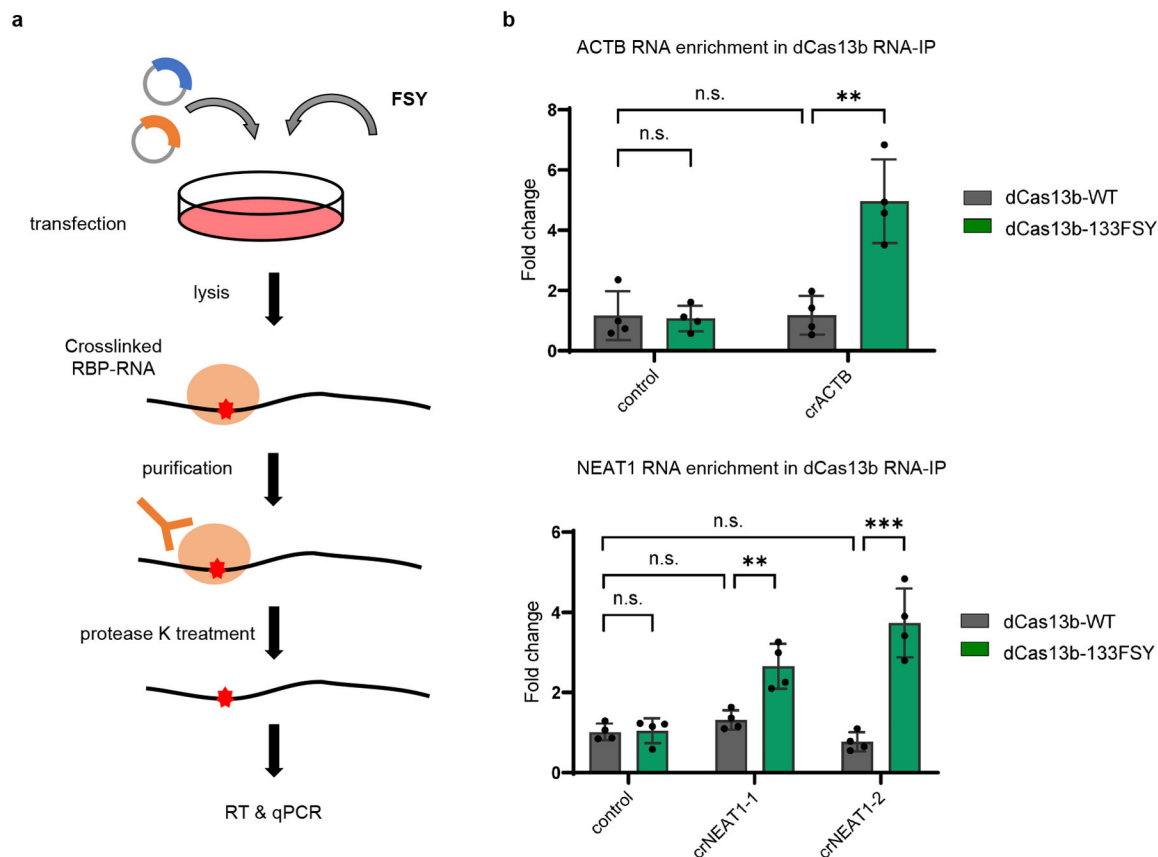 a
FSY
transfection
lysis
Crosslinked
RBP-RNA
purification
protease K treatment
RT & qPCR
b
ACTB RNA enrichment in dCas13b RNA-IP
n.s.
**
n.s.
8
6
4
2
0
Fold change
control
crACTB
dCas13b-WT
dCas13b-133FSY
NEAT1 RNA enrichment in dCas13b RNA-IP
n.s.
***
n.s.
**
n.s.
6
4
2
0
Fold change
control
crNEAT1-1
crNEAT1-2
dCas13b-WT
dCas13b-133FSY